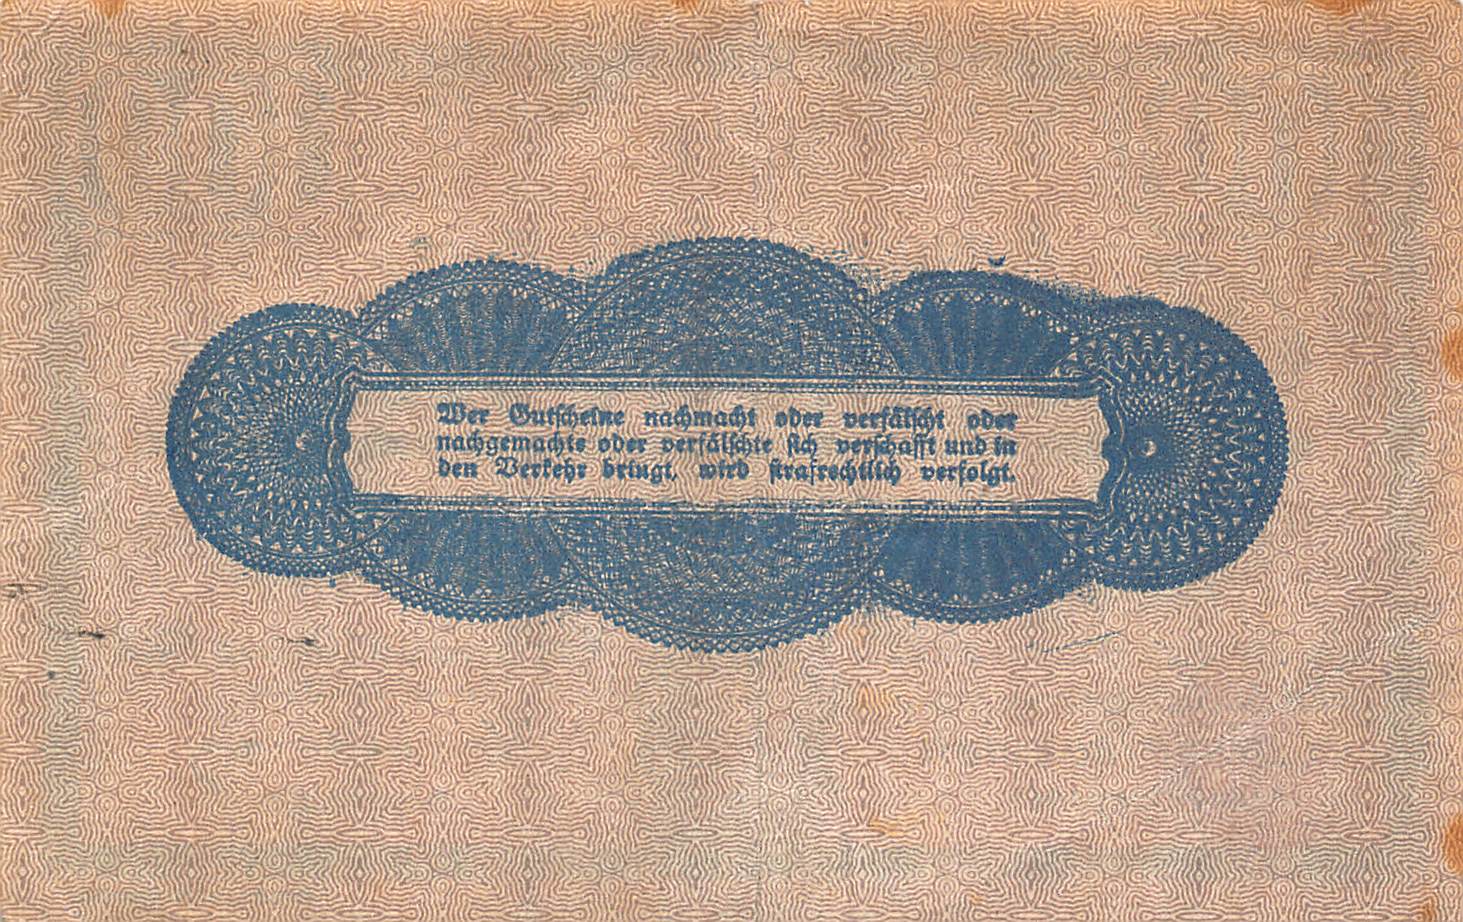 Wer Gutscheine nachmacht oder verfälscht oder
nachgemachte oder verfälschte sich verschafft und in
den Verkehr bringt, wird strafrechtlich verfolgt.